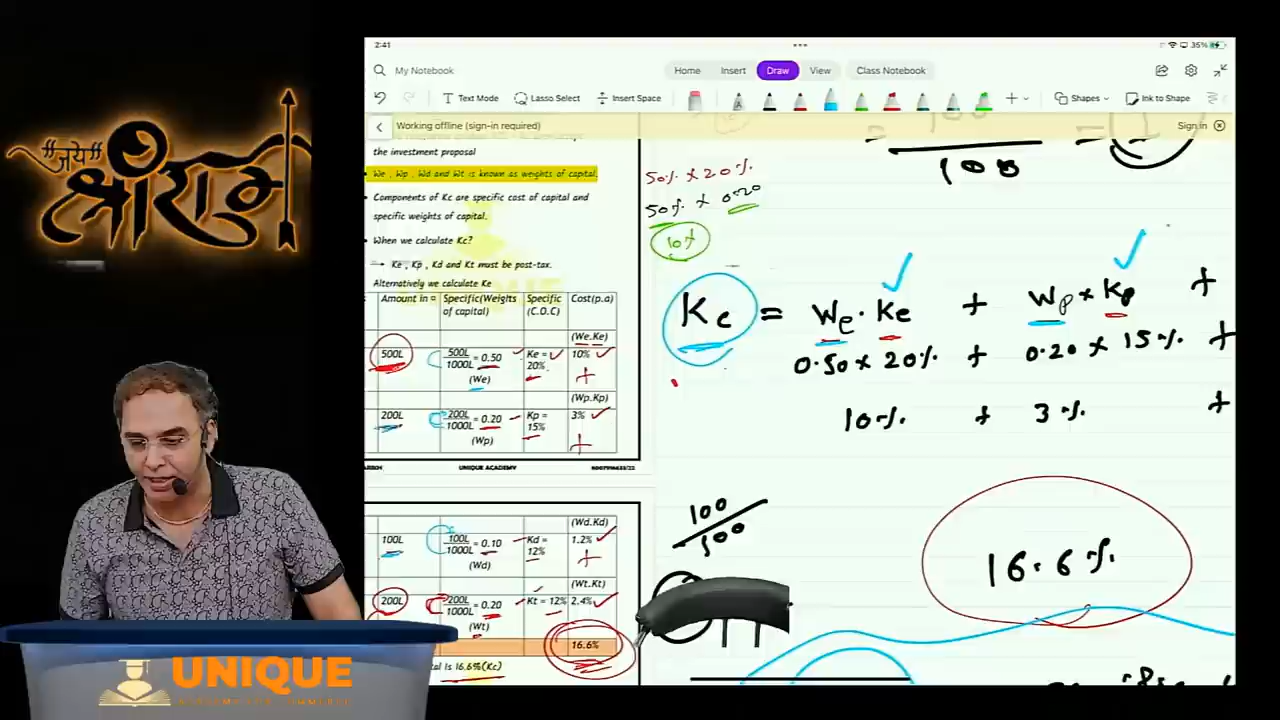 "जय"
श्री राम
2:41
35%
My Notebook
Home Insert Draw View Class Notebook
Text Mode Lasso Select Insert Space
Shapes Ink to Shape
Working offline (sign-in required)
Sign in
the investment proposal
We , Wp , Wd and Wt is known as weights of capital.
Components of Kc are specific cost of capital and
specific weights of capital.
When we calculate Kc?
→ Ke , Kp , Kd and Kt must be post-tax.
Alternatively we calculate Ke
Amount in ¤ Specific(Weights of capital) Specific (C.O.C) Cost(p.a)
(We.Ke)
500L 500L/1000L = 0.50 (We) Ke = 20%. 10%
+
(Wp.Kp)
200L 200L/1000L = 0.20 (Wp) Kp = 15% 3%
+
UNIQUE ACADEMY
(Wd.Kd)
100L 100L/1000L = 0.10 (Wd) Kd = 12% 1.2%
+
(Wt.Kt)
200L 200L/1000L = 0.20 (Wt) Kt = 12% 2.4%
16.6%
tal Is 16.6%(Kc)
100
= 100 = 1
50% × 20%
50% × 0.20
10%
Kc = We . Ke + Wp × Kp +
0.50 × 20% + 0.20 × 15% +
10% + 3% +
100/100
16.6%
UNIQUE